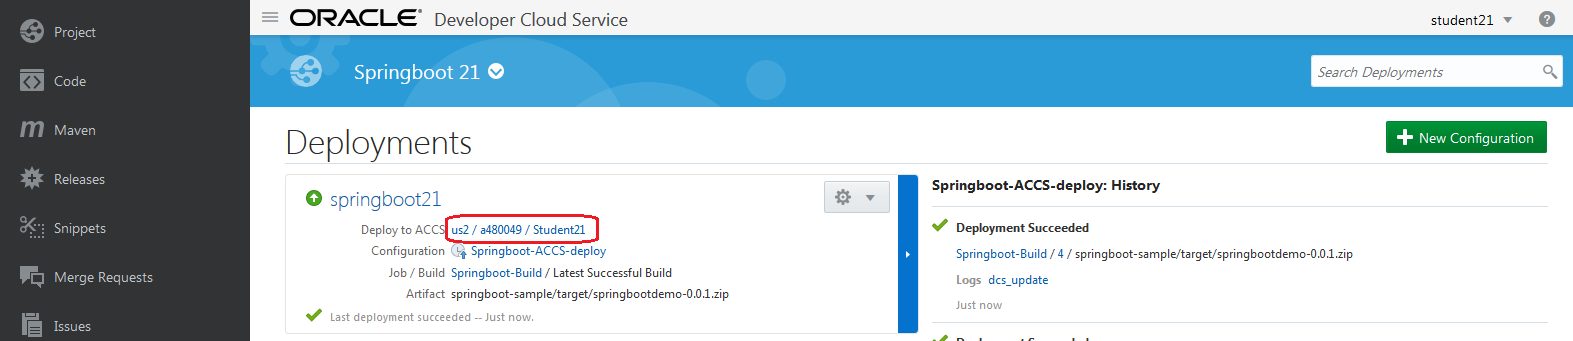 Project
Code
Maven
Releases
Snippets
Merge Requests
Issues
ORACLE Developer Cloud Service
student21
Springboot 21
Search Deployments
Deployments
New Configuration
springboot21
Deploy to ACCS us2 / a480049 / Student21
Configuration Springboot-ACCS-deploy
Job / Build Springboot-Build / Latest Successful Build
Artifact springboot-sample/target/springbootdemo-0.0.1.zip
Last deployment succeeded -- Just now.
Springboot-ACCS-deploy: History
Deployment Succeeded
Springboot-Build / 4 / springboot-sample/target/springbootdemo-0.0.1.zip
Logs dcs_update
Just now